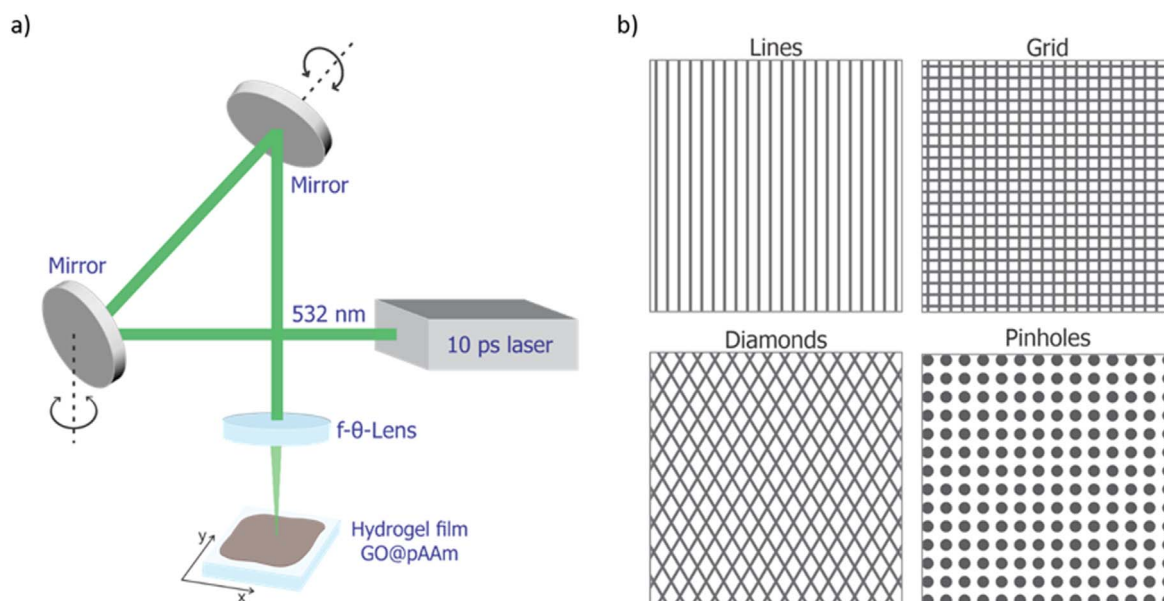 a)
Mirror
Mirror
532 nm
10 ps laser
f-θ-Lens
Hydrogel film
GO@pAAm
y
x
b)
Lines
Grid
Diamonds
Pinholes